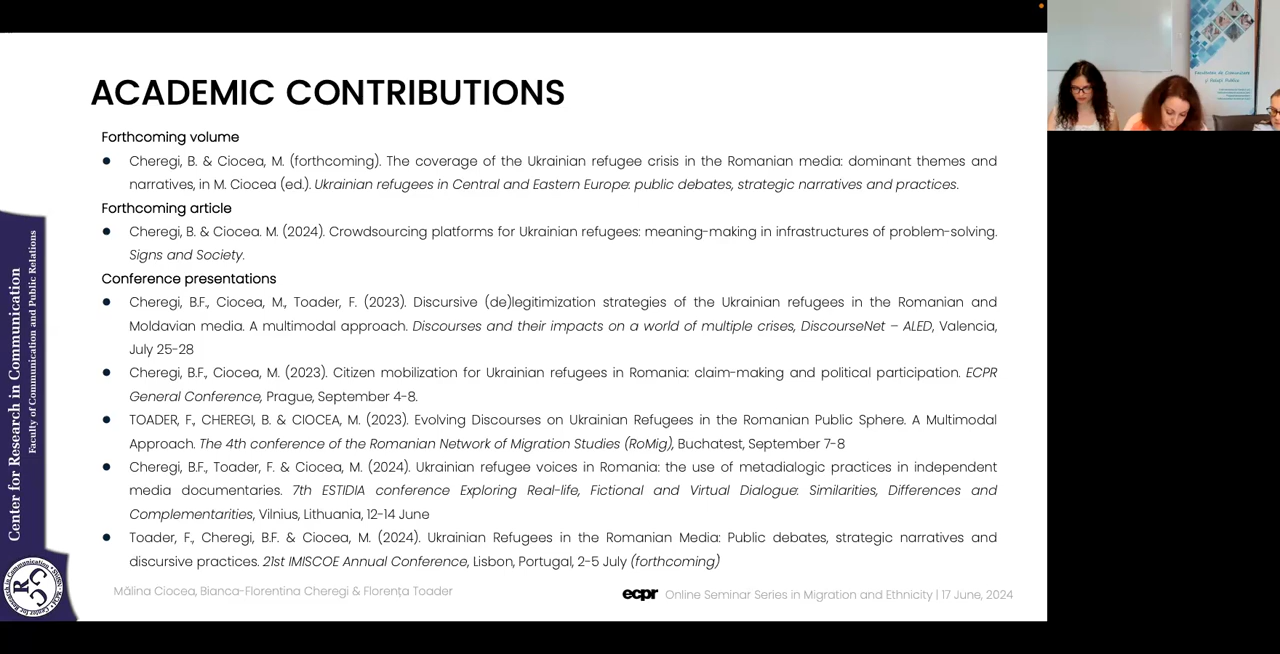 ACADEMIC CONTRIBUTIONS
Forthcoming volume
● Cheregi, B. & Ciocea, M. (forthcoming). The coverage of the Ukrainian refugee crisis in the Romanian media: dominant themes and
narratives, in M. Ciocea (ed.). Ukrainian refugees in Central and Eastern Europe: public debates, strategic narratives and practices.
Forthcoming article
● Cheregi, B. & Ciocea. M. (2024). Crowdsourcing platforms for Ukrainian refugees: meaning-making in infrastructures of problem-solving.
Signs and Society.
Conference presentations
● Cheregi, B.F., Ciocea, M., Toader, F. (2023). Discursive (de)legitimization strategies of the Ukrainian refugees in the Romanian and
Moldavian media. A multimodal approach. Discourses and their impacts on a world of multiple crises, DiscourseNet – ALED, Valencia,
July 25-28
● Cheregi, B.F., Ciocea, M. (2023). Citizen mobilization for Ukrainian refugees in Romania: claim-making and political participation. ECPR
General Conference, Prague, September 4-8.
● TOADER, F., CHEREGI, B. & CIOCEA, M. (2023). Evolving Discourses on Ukrainian Refugees in the Romanian Public Sphere. A Multimodal
Approach. The 4th conference of the Romanian Network of Migration Studies (RoMig), Buchatest, September 7-8
● Cheregi, B.F., Toader, F. & Ciocea, M. (2024). Ukrainian refugee voices in Romania: the use of metadialogic practices in independent
media documentaries. 7th ESTIDIA conference Exploring Real-life, Fictional and Virtual Dialogue: Similarities, Differences and
Complementarities, Vilnius, Lithuania, 12-14 June
● Toader, F., Cheregi, B.F. & Ciocea, M. (2024). Ukrainian Refugees in the Romanian Media: Public debates, strategic narratives and
discursive practices. 21st IMISCOE Annual Conference, Lisbon, Portugal, 2-5 July (forthcoming)
Mălina Ciocea, Bianca-Florentina Cheregi & Florența Toader
ecpr Online Seminar Series in Migration and Ethnicity | 17 June, 2024
Center for Research in Communication
Faculty of Communication and Public Relations
Facultatea de Comunicare
și Relații Publice